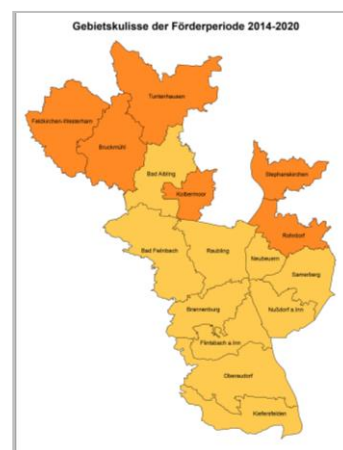 Gebietskulisse der Förderperiode 2014-2020
Tuntenhausen
Feldkirchen-Westerham
Bruckmühl
Bad Aibling
Stephanskirchen
Kolbermoor
Rohrdorf
Bad Feilnbach
Raubling
Neubeuern
Samerberg
Brannenburg
Nußdorf a.Inn
Flintsbach a.Inn
Oberaudorf
Kiefersfelden